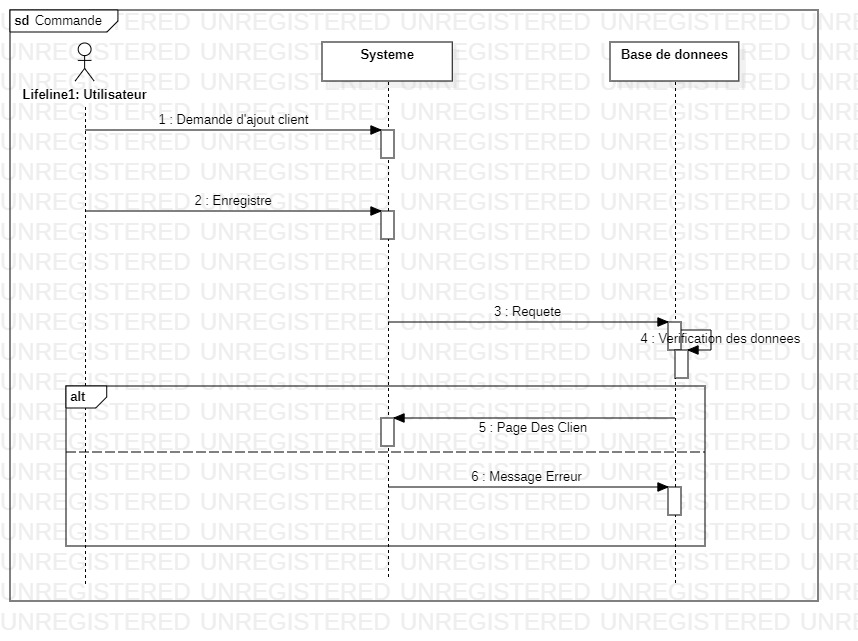 sd Commande
Systeme
Base de donnees
Lifeline1: Utilisateur
1 : Demande d'ajout client
2 : Enregistre
3 : Requete
4 : Verification des donnees
alt
5 : Page Des Clien
6 : Message Erreur
UNREGISTERED UNREGISTERED UNREGISTERED UNREGISTERED